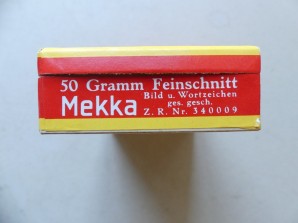 50 Gramm Feinschnitt
Mekka Bild u. Wortzeichen
ges. gesch.
Z. R. Nr. 340009